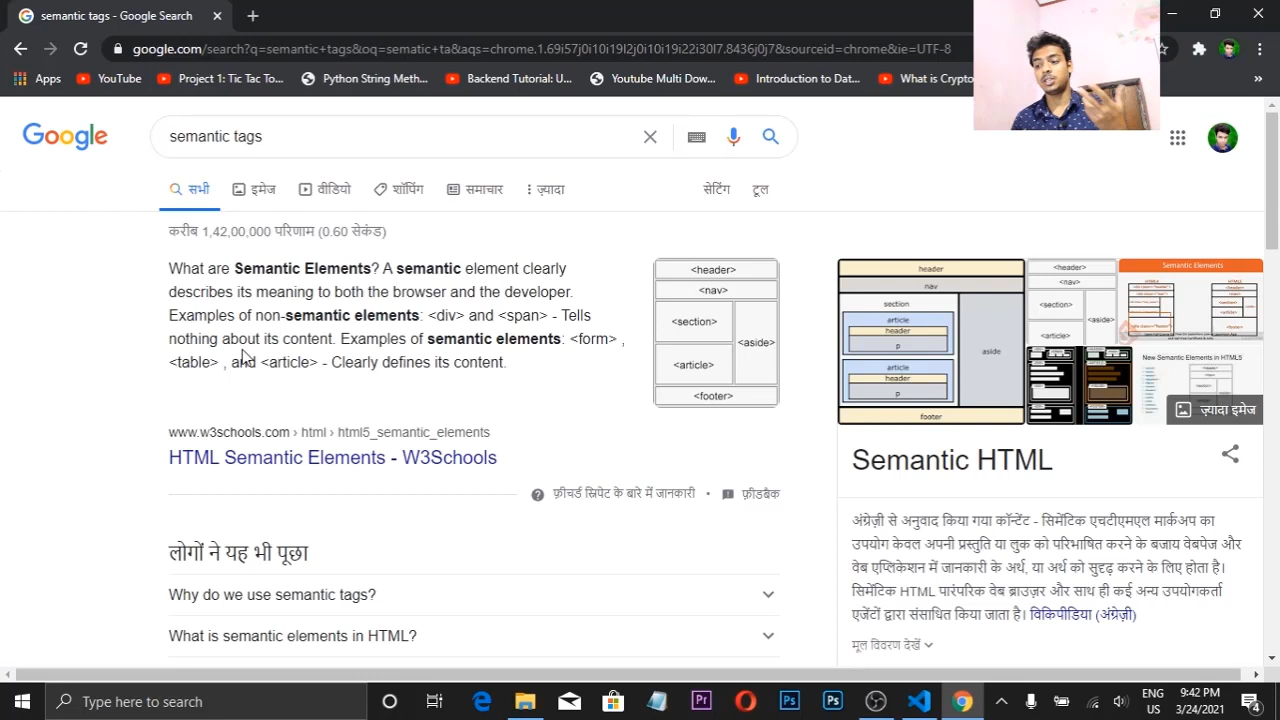 semantic tags - Google Search
google.com/search?q=semantic+tags&oq=sematic+ta&aqs=chrome.1.69i57j0i10i19l2j0i10i19i22i30l7.8436j0j7&sourceid=chrome&ie=UTF-8
Apps YouTube Project 1: Tic Tac To... Python Programming Backend Tutorial: U... Youtube Multi Dow... Introduction to Dat... What is Crypto
Google
semantic tags
सभी इमेज वीडियो शॉपिंग समाचार ज़्यादा सेटिंग टूल
करीब 1,42,00,000 परिणाम (0.60 सेकंड)
What are Semantic Elements? A semantic element clearly
describes its meaning to both the browser and the developer.
Examples of non-semantic elements: <div> and <span> - Tells
nothing about its content. Examples of semantic elements: <form> ,
<table> , and <article> - Clearly defines its content.
<header>
<nav>
<section>
<aside>
<article>
<footer>
www.w3schools.com › html › html5_semantic_elements
HTML Semantic Elements - W3Schools
फ़ीचर्ड स्निपेट के बारे में जानकारी • फ़ीडबैक
लोगों ने यह भी पूछा
Why do we use semantic tags?
What is semantic elements in HTML?
header
nav
section
article
header
p
article
header
p
aside
footer
<header>
<nav>
<section>
<aside>
<article>
Semantic Elements
New Semantic Elements in HTML5
ज़्यादा इमेज
Semantic HTML
अंग्रेज़ी से अनुवाद किया गया कॉन्टेंट - सिमेंटिक एचटीएमएल मार्कअप का
उपयोग केवल अपनी प्रस्तुति या लुक को परिभाषित करने के बजाय वेबपेज और
वेब एप्लिकेशन में जानकारी के अर्थ, या अर्थ को सुदृढ़ करने के लिए होता है।
सिमेंटिक HTML पारंपरिक वेब ब्राउज़र और साथ ही कई अन्य उपयोगकर्ता
एजेंटों द्वारा संसाधित किया जाता है। विकिपीडिया (अंग्रेज़ी)
मूल विवरण देखें
Type here to search
ENG
US
9:42 PM
3/24/2021
4